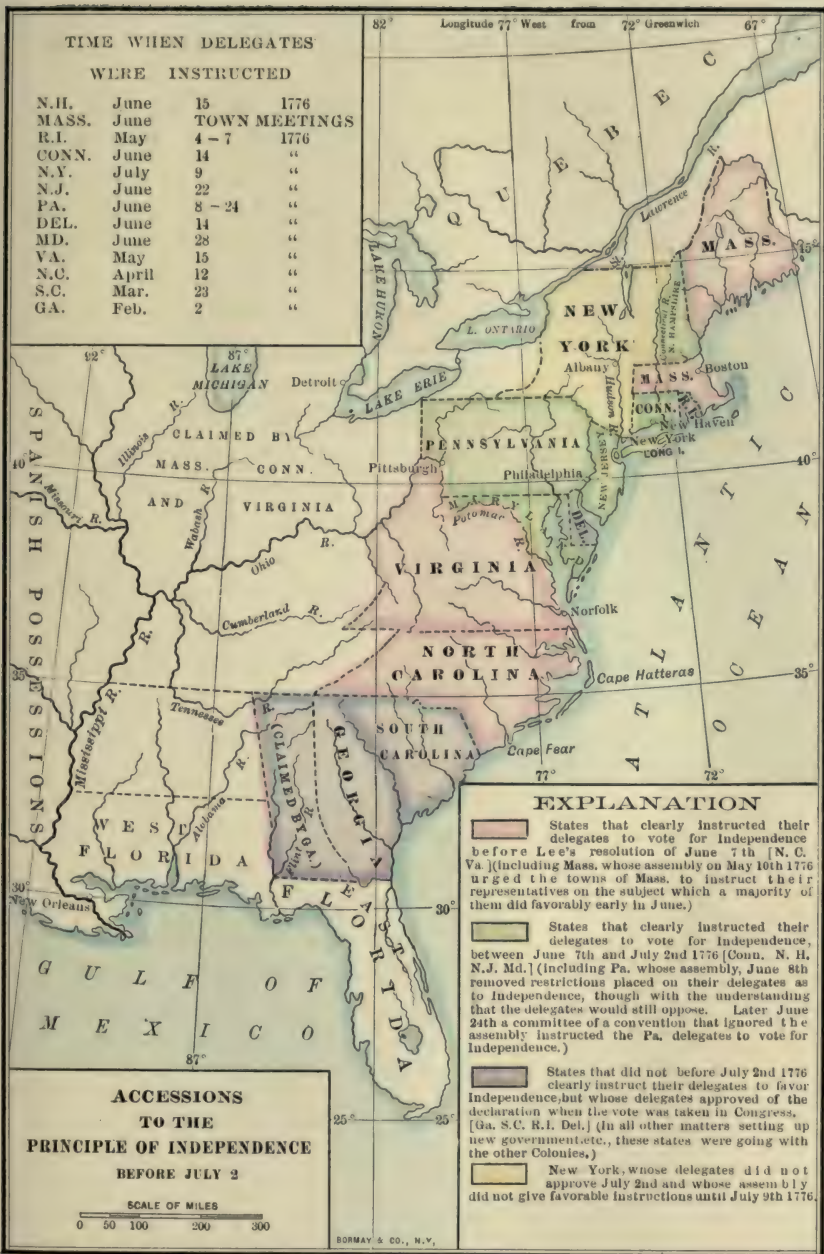 TIME WHEN DELEGATES
WERE INSTRUCTED
N.H. June 15 1776
MASS. June TOWN MEETINGS
R.I. May 4 – 7 1776
CONN. June 14 “
N.Y. July 9 “
N.J. June 22 “
PA. June 8 – 24 “
DEL. June 14 “
MD. June 28 “
VA. May 15 “
N.C. April 12 “
S.C. Mar. 23 “
GA. Feb. 2 “
82° Longitude 77° West from 72° Greenwich 67°
QUEBEC
Lawrence R.
MASS.
45°
LAKE HURON
L. ONTARIO
NEW
YORK
Connecticut R.
N. HAMPSHIRE
92°
87°
LAKE
MICHIGAN
Detroit
LAKE ERIE
Albany
Hudson R.
MASS.
Boston
CONN.
R.I.
New Haven
New York
LONG I.
SPANISH POSSESSIONS
Illinois R.
CLAIMED BY
MASS. CONN.
AND VIRGINIA
40°
Missouri R.
Wabash R.
Ohio R.
PENNSYLVANIA
Pittsburgh
Philadelphia
NEW JERSEY
40°
MARYL
Potomac R.
DEL.
VIRGINIA
Norfolk
Cumberland R.
NORTH
CAROLINA
Cape Hatteras
35°
35°
ATLANTIC
OCEAN
Mississippi R.
Tennessee R.
SOUTH
CAROLINA
Cape Fear
77°
72°
GEORGIA
(CLAIMED BY GA.)
Flint R.
Alabama R.
WEST
FLORIDA
30°
New Orleans
EAST
FLORIDA
30°
GULF OF
MEXICO
87°
25°
25°
EXPLANATION
States that clearly instructed their
delegates to vote for Independence
before Lee's resolution of June 7th [N. C.
Va.](including Mass. whose assembly on May 10th 1776
urged the towns of Mass. to instruct their
representatives on the subject which a majority of
them did favorably early in June.)
States that clearly instructed their
delegates to vote for Independence,
between June 7th and July 2nd 1776 [Conn. N. H.
N.J. Md.] (including Pa. whose assembly, June 8th
removed restrictions placed on their delegates as
to Independence, though with the understanding
that the delegates would still oppose. Later June
24th a committee of a convention that ignored the
assembly instructed the Pa. delegates to vote for
Independence.)
States that did not before July 2nd 1776
clearly instruct their delegates to favor
Independence,but whose delegates approved of the
declaration when the vote was taken in Congress.
[Ga. S.C. R.I. Del.] (In all other matters setting up
new government.etc., these states were going with
the other Colonies.)
New York, whose delegates did not
approve July 2nd and whose assembly
did not give favorable instructions until July 9th 1776.
ACCESSIONS
TO THE
PRINCIPLE OF INDEPENDENCE
BEFORE JULY 2
SCALE OF MILES
0 50 100 200 300
BORMAY & CO., N.Y.